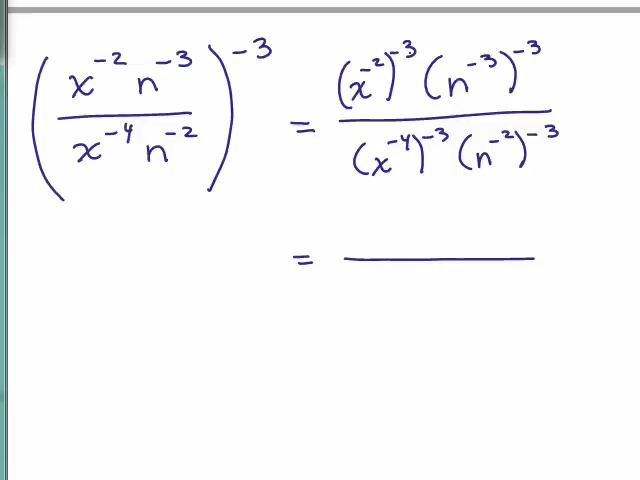 (x⁻² n⁻³ / x⁻⁴ n⁻²)⁻³ = (x⁻²)⁻³ (n⁻³)⁻³ / (x⁻⁴)⁻³ (n⁻²)⁻³
=